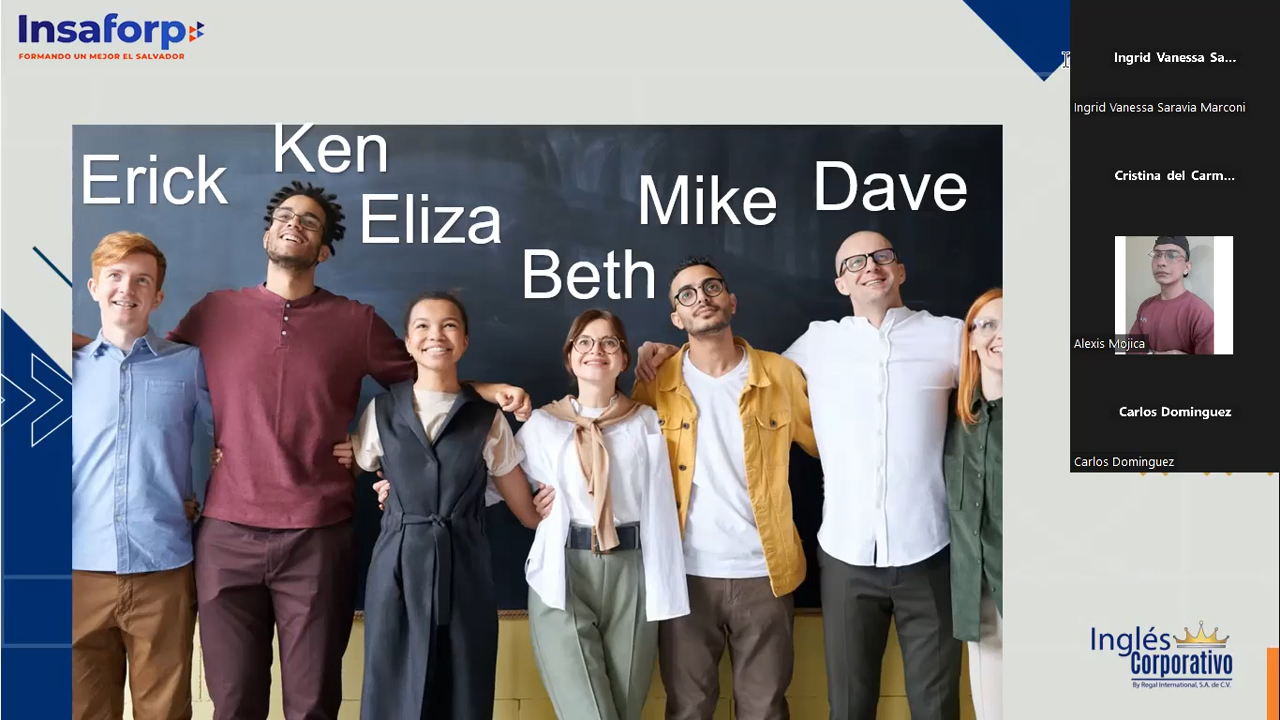 Insaforp
FORMANDO UN MEJOR EL SALVADOR
Erick
Ken
Eliza
Beth
Mike
Dave
Ingrid Vanessa Sa...
Ingrid Vanessa Saravia Marconi
Cristina del Carm...
Alexis Mojica
Carlos Dominguez
Carlos Dominguez
Inglés
Corporativo
By Regal International, S.A. de C.V.